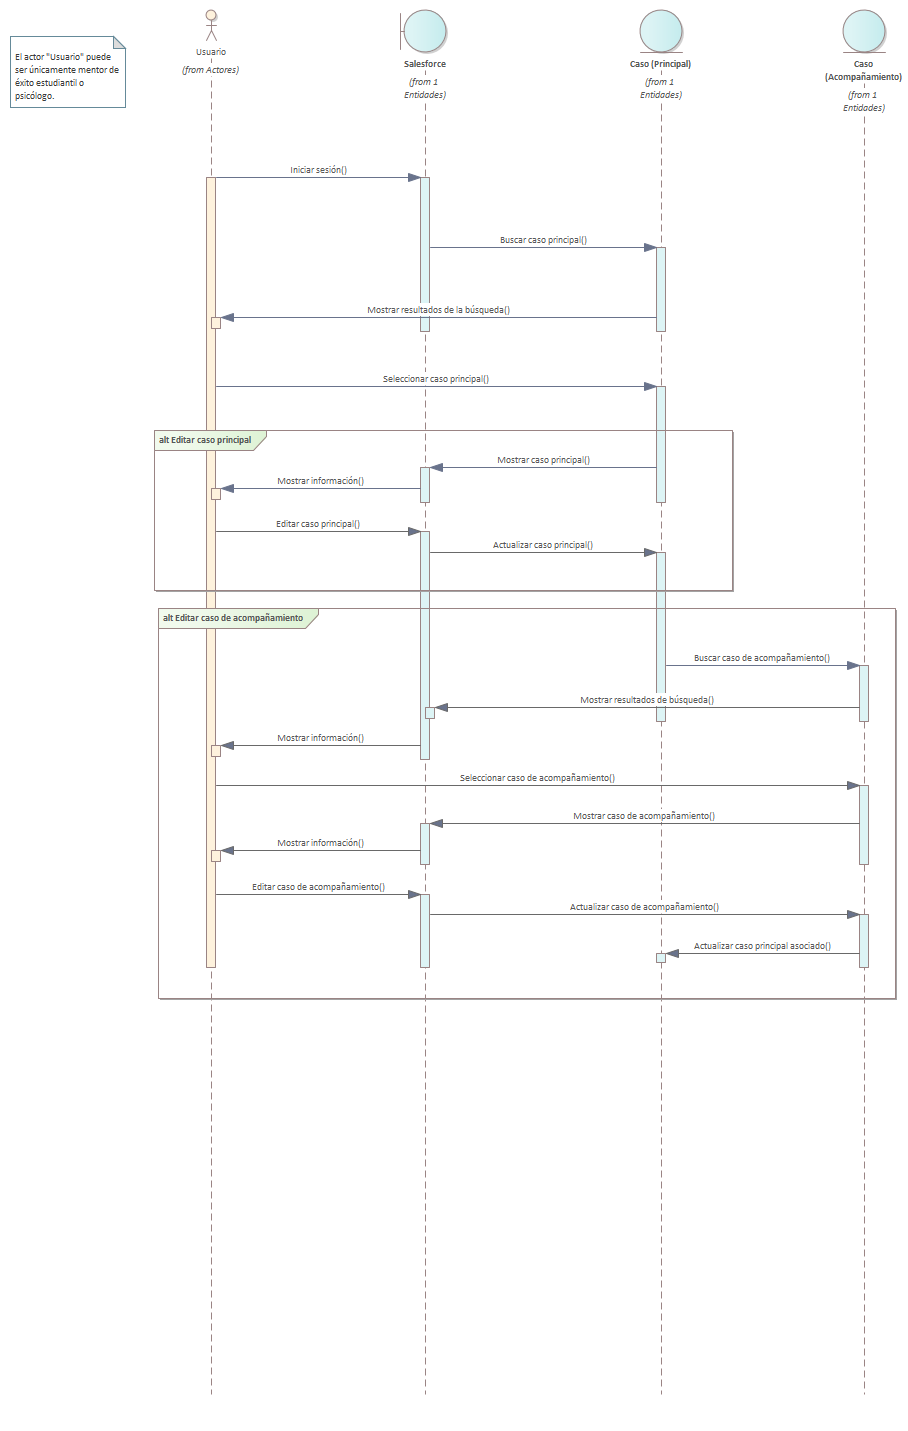 El actor "Usuario" puede
ser únicamente mentor de
éxito estudiantil o
psicólogo.
Usuario
(from Actores)
Salesforce
(from 1
Entidades)
Caso (Principal)
(from 1
Entidades)
Caso
(Acompañamiento)
(from 1
Entidades)
Iniciar sesión()
Buscar caso principal()
Mostrar resultados de la búsqueda()
Seleccionar caso principal()
alt Editar caso principal
Mostrar caso principal()
Mostrar información()
Editar caso principal()
Actualizar caso principal()
alt Editar caso de acompañamiento
Buscar caso de acompañamiento()
Mostrar resultados de búsqueda()
Mostrar información()
Seleccionar caso de acompañamiento()
Mostrar caso de acompañamiento()
Mostrar información()
Editar caso de acompañamiento()
Actualizar caso de acompañamiento()
Actualizar caso principal asociado()